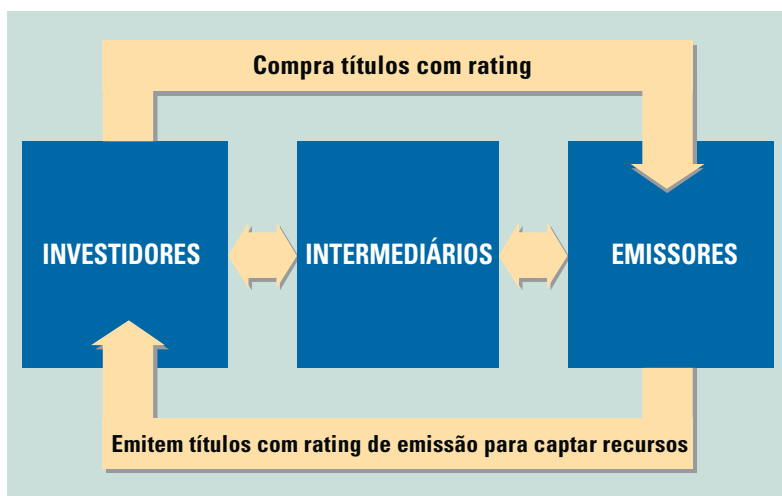 Compra títulos com rating
INVESTIDORES
INTERMEDIÁRIOS
EMISSORES
Emitem títulos com rating de emissão para captar recursos